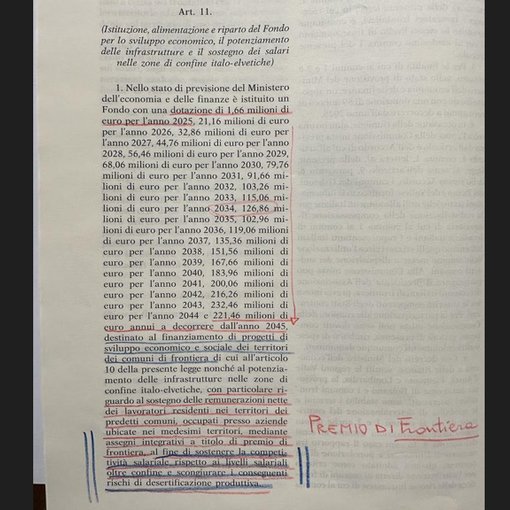 Art. 11.
(Istituzione, alimentazione e riparto del Fondo
per lo sviluppo economico, il potenziamento
delle infrastrutture e il sostegno dei salari
nelle zone di confine italo-elvetiche)
1. Nello stato di previsione del Ministero
dell'economia e delle finanze è istituito un
Fondo con una dotazione di 1,66 milioni di
euro per l'anno 2025, 21,16 milioni di euro
per l'anno 2026, 32,86 milioni di euro per
l'anno 2027, 44,76 milioni di euro per l'anno
2028, 56,46 milioni di euro per l'anno 2029,
68,06 milioni di euro per l'anno 2030, 79,76
milioni di euro per l'anno 2031, 91,66 mi-
lioni di euro per l'anno 2032, 103,26 mi-
lioni di euro per l'anno 2033, 115,06 mi-
lioni di euro per l'anno 2034, 126,86 mi-
lioni di euro per l'anno 2035, 102,96 mi-
lioni di euro per l'anno 2036, 119,06 milioni
di euro per l'anno 2037, 135,36 milioni di
euro per l'anno 2038, 151,56 milioni di
euro per l'anno 2039, 167,66 milioni di
euro per l'anno 2040, 183,96 milioni di
euro per l'anno 2041, 200,06 milioni di
euro per l'anno 2042, 216,26 milioni di
euro per l'anno 2043, 232,46 milioni di
euro per l'anno 2044 e 221,46 milioni di
euro annui a decorrere dall'anno 2045,
destinato al finanziamento di progetti di
sviluppo economico e sociale dei territori
dei comuni di frontiera di cui all'articolo
10 della presente legge nonché al potenzia-
mento delle infrastrutture nelle zone di
confine italo-elvetiche, con particolare ri-
guardo al sostegno delle remunerazioni nette
dei lavoratori residenti nei territori dei
predetti comuni, occupati presso aziende
ubicate nei medesimi territori, mediante
assegni integrativi a titolo di premio di
frontiera, al fine di sostenere la competi-
tività salariale rispetto ai livelli salariali
oltre confine e scongiurare i conseguenti
rischi di desertificazione produttiva.
PREMIO DI Frontiera